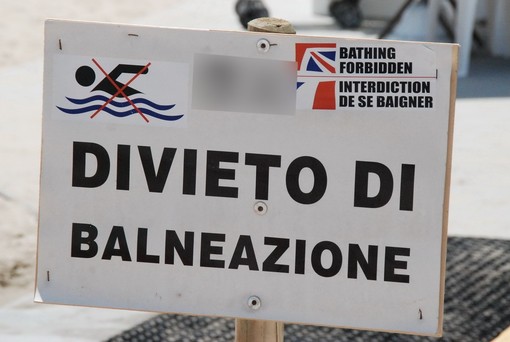 BATHING
FORBIDDEN
INTERDICTION
DE SE BAIGNER
DIVIETO DI
BALNEAZIONE